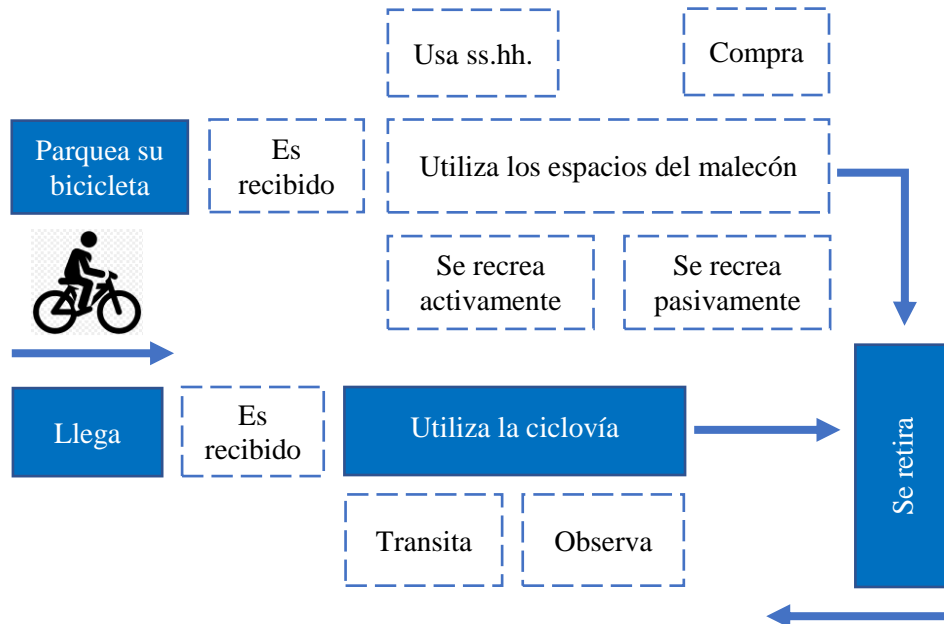 Usa ss.hh.
Compra
Parquea su
bicicleta
Es
recibido
Utiliza los espacios del malecón
Se recrea
activamente
Se recrea
pasivamente
Llega
Es
recibido
Utiliza la ciclovía
Se retira
Transita
Observa